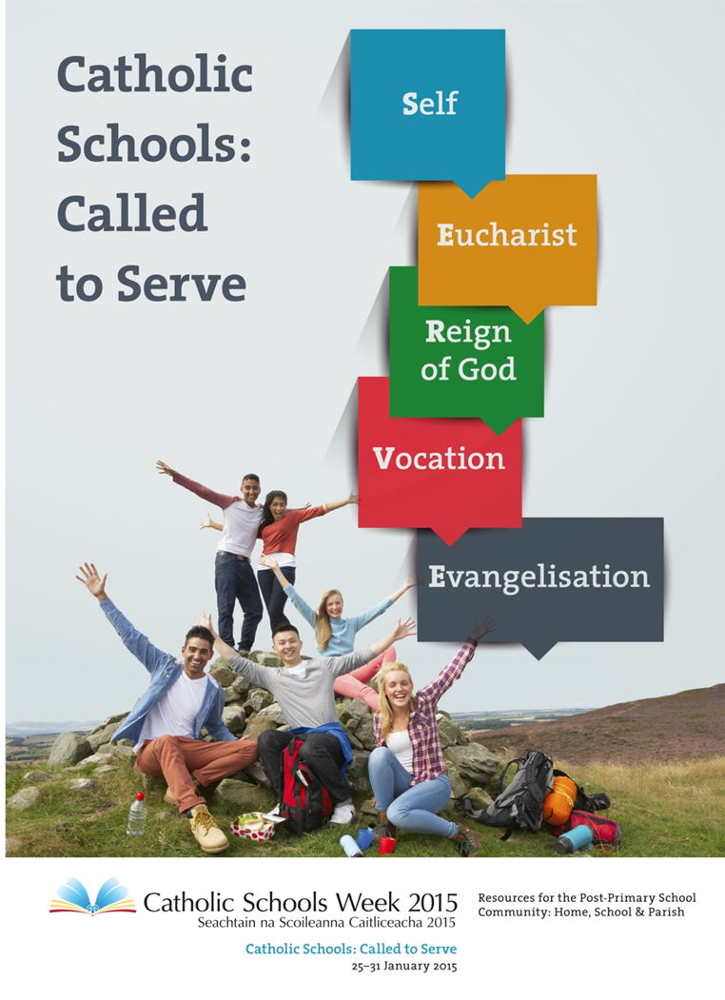 Catholic
Schools:
Called
to Serve
Self
Eucharist
Reign
of God
Vocation
Evangelisation
Catholic Schools Week 2015
Seachtain na Scoileanna Caitliceacha 2015
Catholic Schools: Called to Serve
25–31 January 2015
Resources for the Post-Primary School
Community: Home, School & Parish